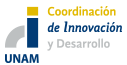 Coordinación
de Innovación
y Desarrollo
UNAM